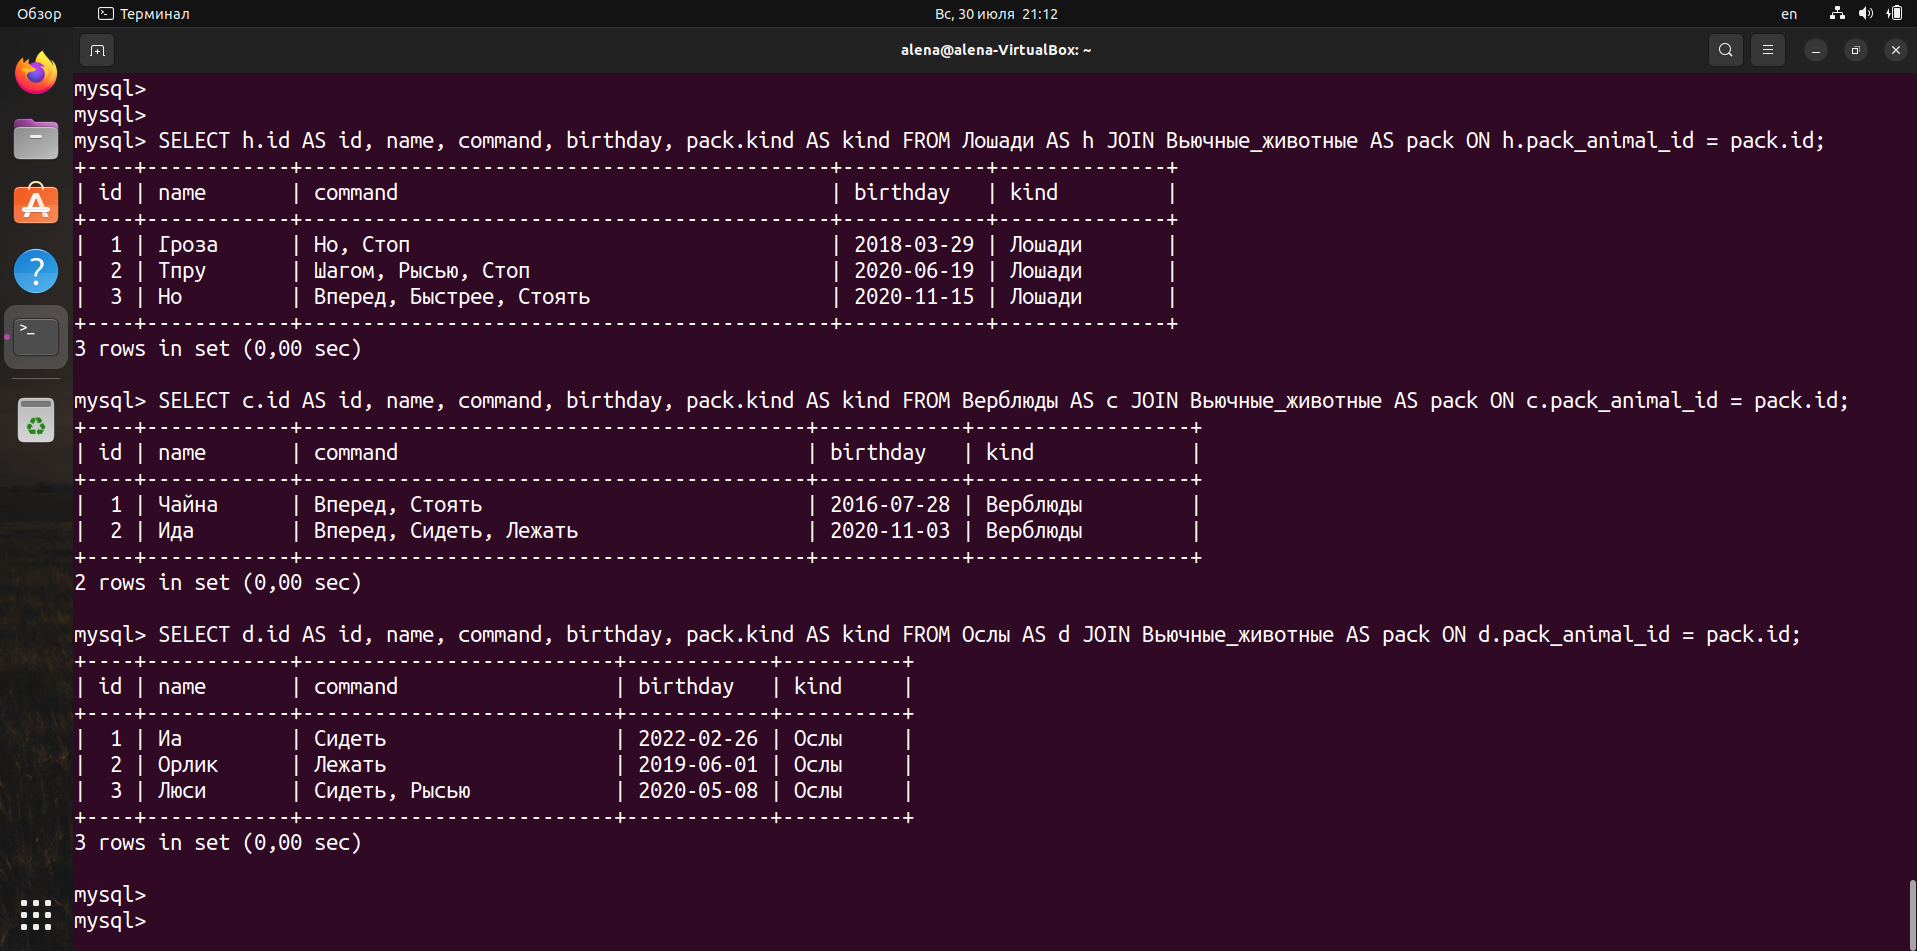 Обзор Терминал Вс, 30 июля 21:12 en
alena@alena-VirtualBox: ~
mysql>
mysql>
mysql> SELECT h.id AS id, name, command, birthday, pack.kind AS kind FROM Лошади AS h JOIN Вьючные_животные AS pack ON h.pack_animal_id = pack.id;
+----+------------+--------------------------------------------+------------+--------------+
| id | name       | command                                    | birthday   | kind         |
+----+------------+--------------------------------------------+------------+--------------+
|  1 | Гроза      | Но, Стоп                                   | 2018-03-29 | Лошади       |
|  2 | Тпру       | Шагом, Рысью, Стоп                         | 2020-06-19 | Лошади       |
|  3 | Но         | Вперед, Быстрее, Стоять                    | 2020-11-15 | Лошади       |
+----+------------+--------------------------------------------+------------+--------------+
3 rows in set (0,00 sec)
mysql> SELECT c.id AS id, name, command, birthday, pack.kind AS kind FROM Верблюды AS c JOIN Вьючные_животные AS pack ON c.pack_animal_id = pack.id;
+----+------------+------------------------------------------+------------+------------------+
| id | name       | command                                  | birthday   | kind             |
+----+------------+------------------------------------------+------------+------------------+
|  1 | Чайна      | Вперед, Стоять                           | 2016-07-28 | Верблюды         |
|  2 | Ида        | Вперед, Сидеть, Лежать                   | 2020-11-03 | Верблюды         |
+----+------------+------------------------------------------+------------+------------------+
2 rows in set (0,00 sec)
mysql> SELECT d.id AS id, name, command, birthday, pack.kind AS kind FROM Ослы AS d JOIN Вьючные_животные AS pack ON d.pack_animal_id = pack.id;
+----+------------+--------------------------+------------+----------+
| id | name       | command                  | birthday   | kind     |
+----+------------+--------------------------+------------+----------+
|  1 | Иа         | Сидеть                   | 2022-02-26 | Ослы     |
|  2 | Орлик      | Лежать                   | 2019-06-01 | Ослы     |
|  3 | Люси       | Сидеть, Рысью            | 2020-05-08 | Ослы     |
+----+------------+--------------------------+------------+----------+
3 rows in set (0,00 sec)
mysql>
mysql>